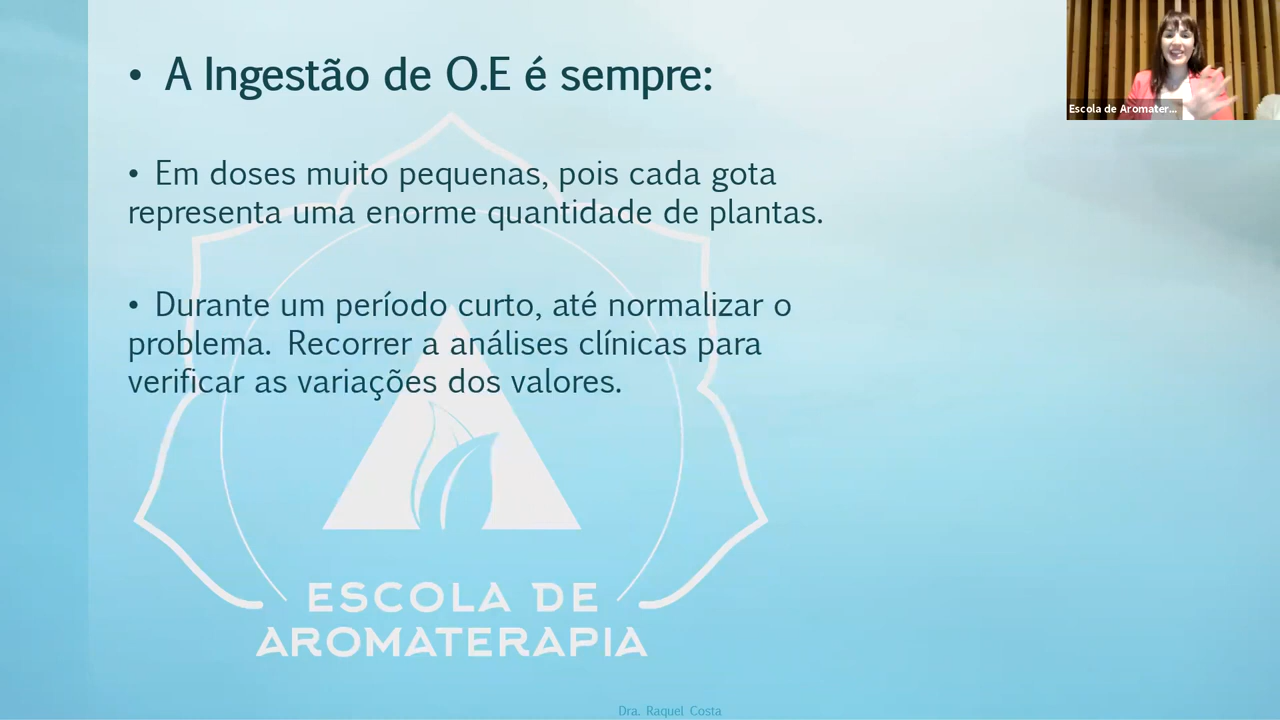 • A Ingestão de O.E é sempre:
Escola de Aromater...
• Em doses muito pequenas, pois cada gota
representa uma enorme quantidade de plantas.
• Durante um período curto, até normalizar o
problema. Recorrer a análises clínicas para
verificar as variações dos valores.
ESCOLA DE
AROMATERAPIA
Dra. Raquel Costa